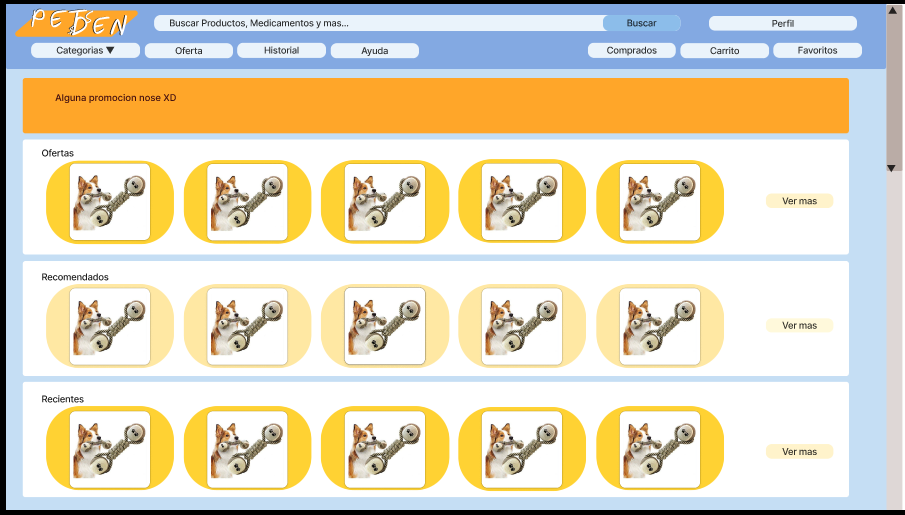 PETSEN
Buscar Productos, Medicamentos y mas... Buscar Perfil
Categorias ▼ Oferta Historial Ayuda Comprados Carrito Favoritos
Alguna promocion nose XD
Ofertas
Ver mas
Recomendados
Ver mas
Recientes
Ver mas